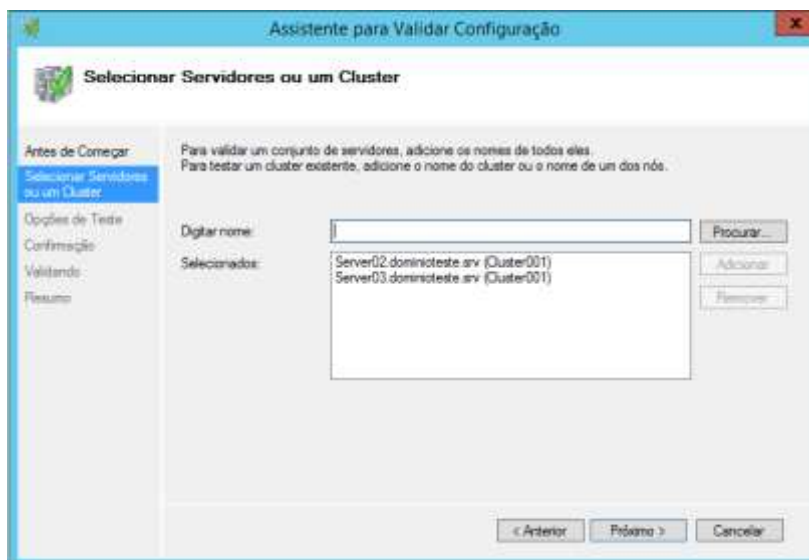 Assistente para Validar Configuração
x
Selecionar Servidores ou um Cluster
Antes de Começar
Selecionar Servidores
ou um Cluster
Opções de Teste
Confirmação
Validando
Resumo
Para validar um conjunto de servidores, adicione os nomes de todos eles.
Para testar um cluster existente, adicione o nome do cluster ou o nome de um dos nós.
Digitar nome:
Procurar...
Selecionados:
Server02.dominioteste.srv (Cluster001)
Server03.dominioteste.srv (Cluster001)
Adicionar
Remover
< Anterior
Próximo >
Cancelar